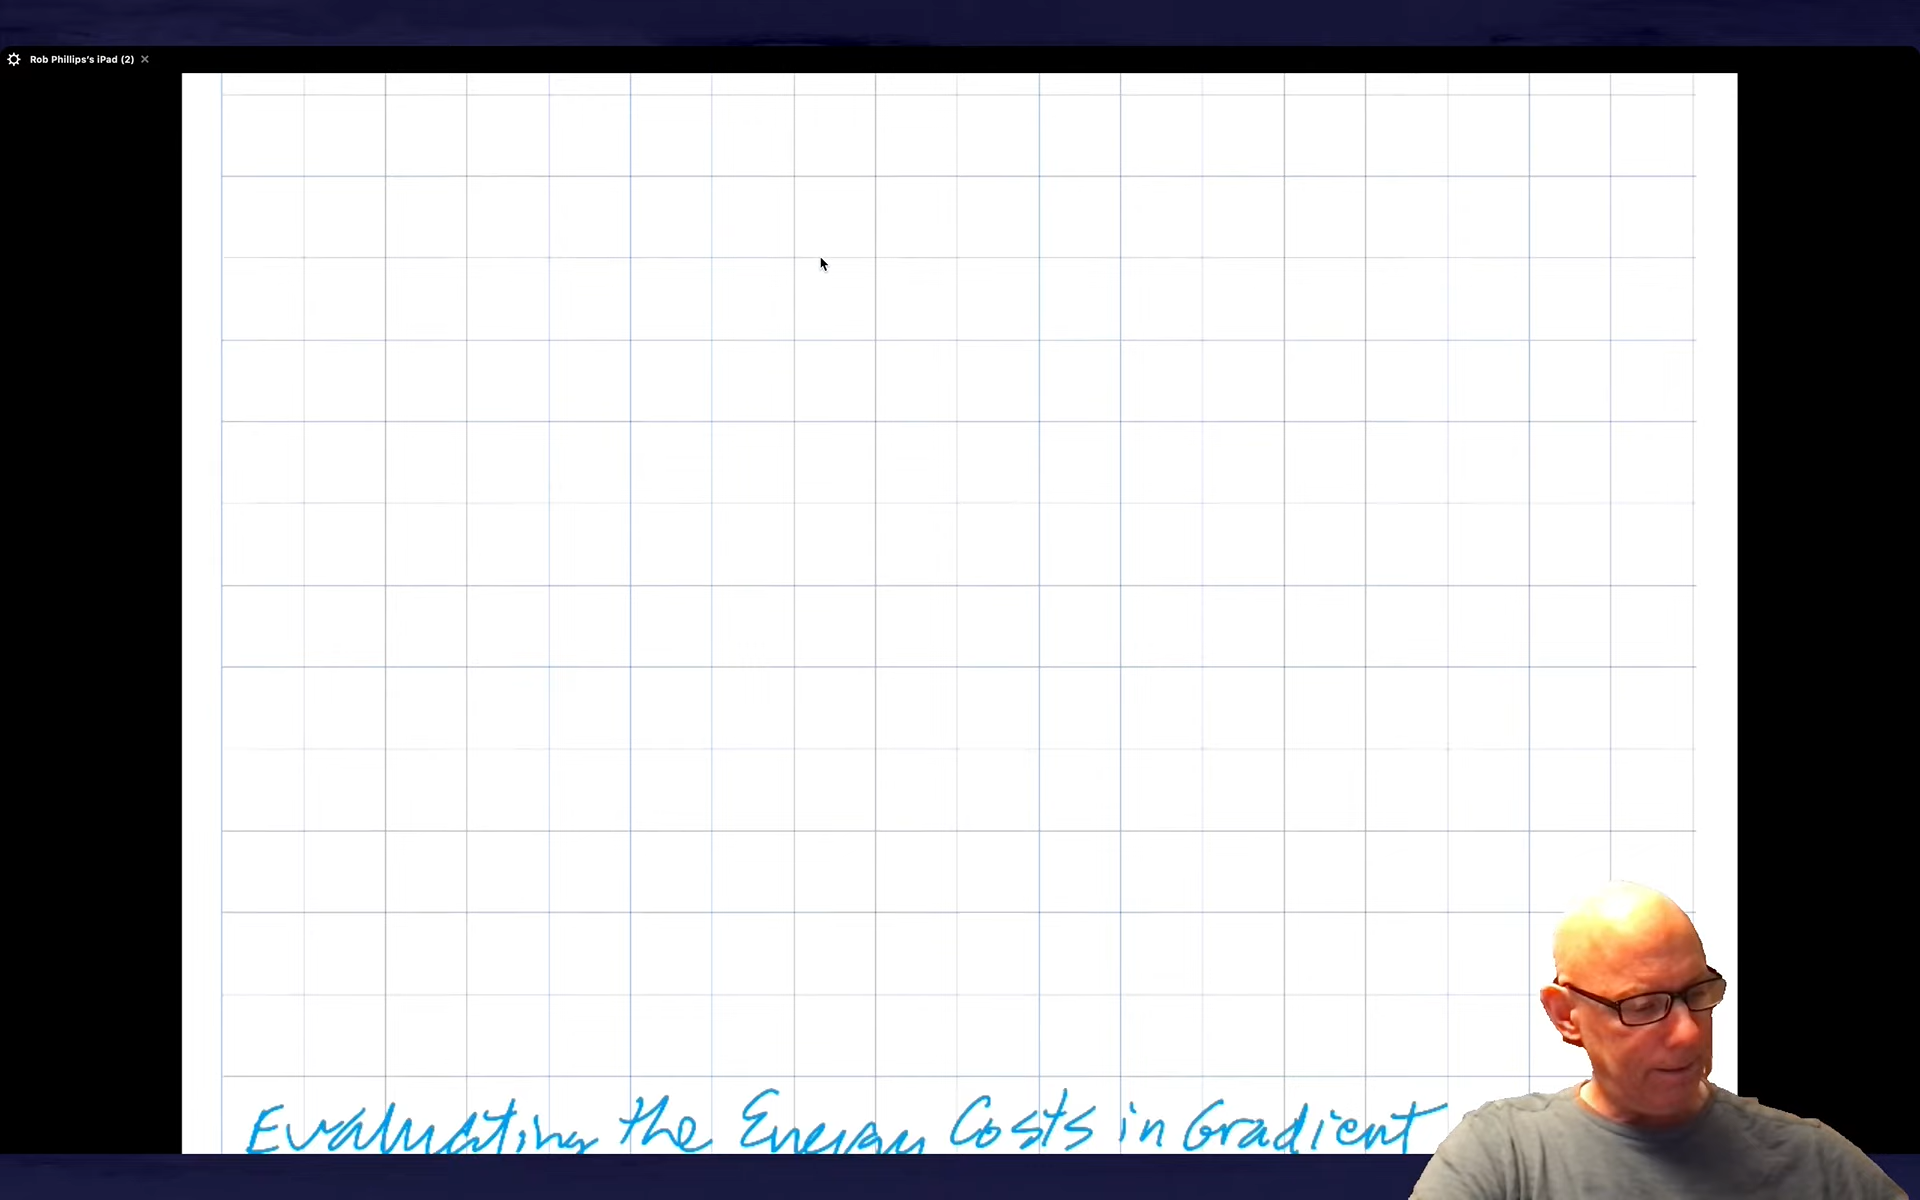 Rob Phillips's iPad (2)
Evaluating the Energy Costs in Gradient